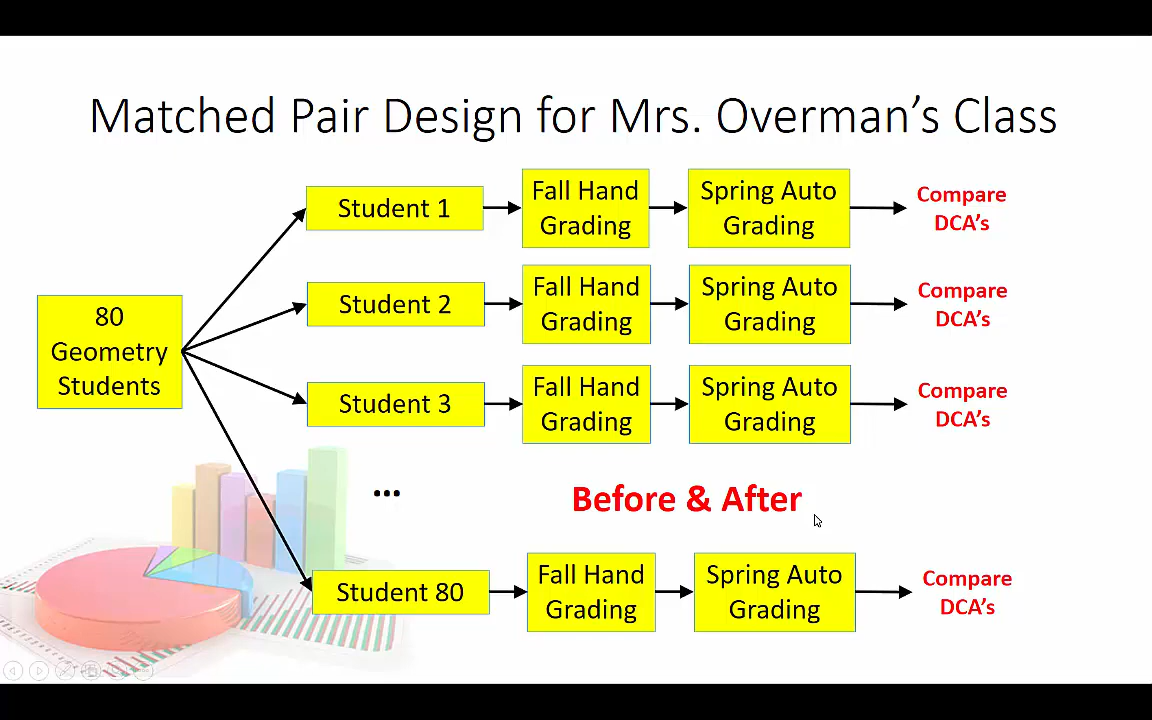 Matched Pair Design for Mrs. Overman's Class
80
Geometry
Students
Student 1
Fall Hand
Grading
Spring Auto
Grading
Compare
DCA's
Student 2
Fall Hand
Grading
Spring Auto
Grading
Compare
DCA's
Student 3
Fall Hand
Grading
Spring Auto
Grading
Compare
DCA's
...
Before & After
Student 80
Fall Hand
Grading
Spring Auto
Grading
Compare
DCA's